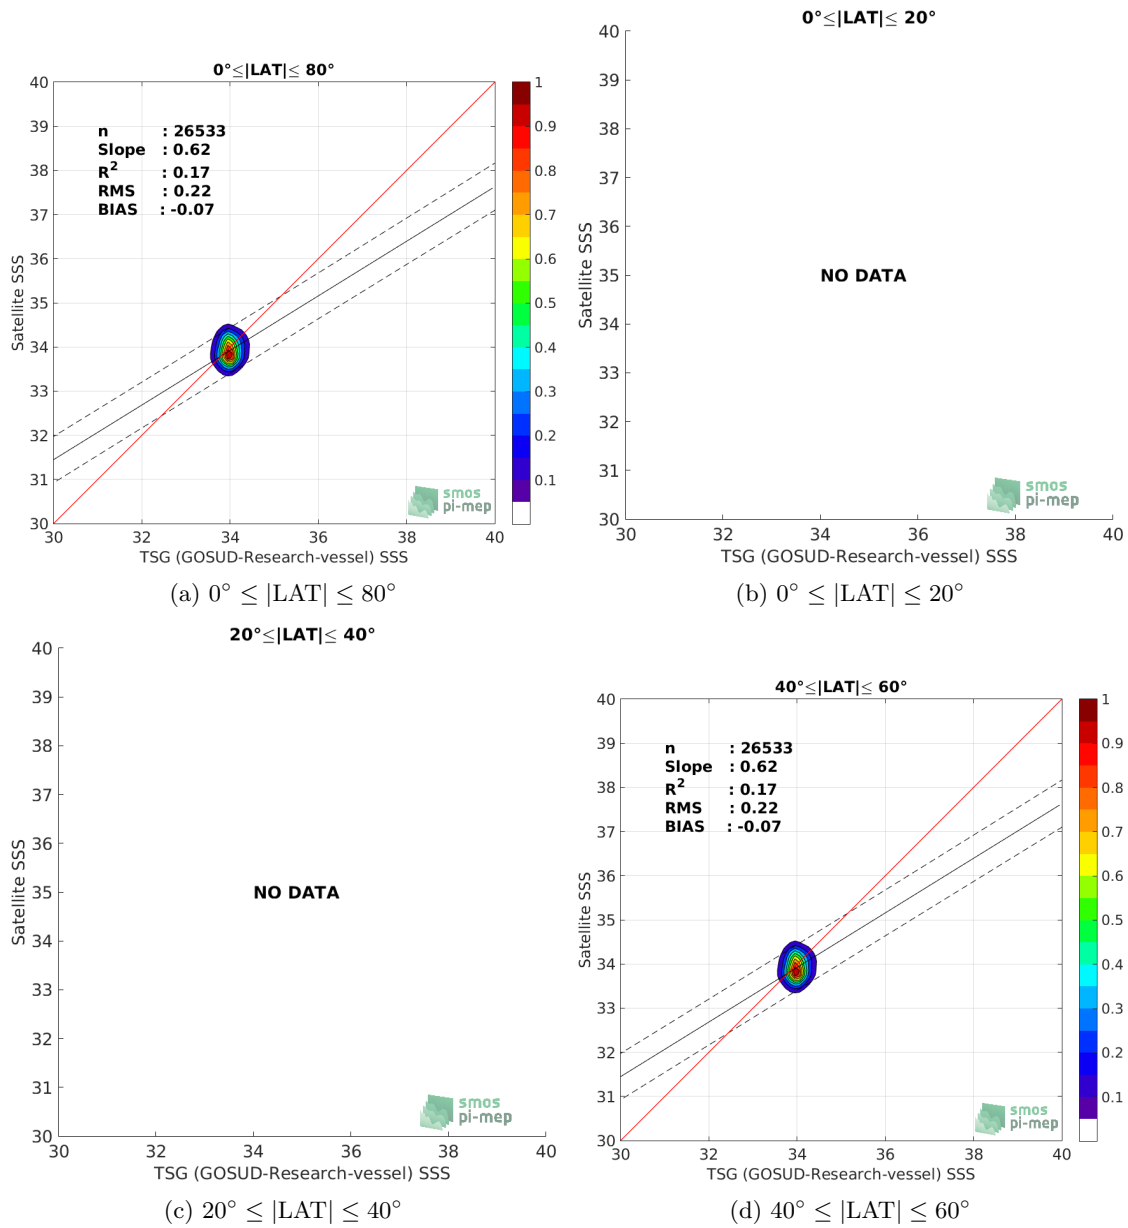 0°≤|LAT|≤ 80°
40
39
38
37
36
35
34
33
32
31
30
Satellite SSS
n : 26533
Slope : 0.62
R² : 0.17
RMS : 0.22
BIAS : -0.07
smos
pi-mep
30 32 34 36 38 40
TSG (GOSUD-Research-vessel) SSS
1
0.9
0.8
0.7
0.6
0.5
0.4
0.3
0.2
0.1
(a) 0° ≤ |LAT| ≤ 80°
0°≤|LAT|≤ 20°
40
39
38
37
36
35
34
33
32
31
30
Satellite SSS
NO DATA
smos
pi-mep
30 32 34 36 38 40
TSG (GOSUD-Research-vessel) SSS
(b) 0° ≤ |LAT| ≤ 20°
20°≤|LAT|≤ 40°
40
39
38
37
36
35
34
33
32
31
30
Satellite SSS
NO DATA
smos
pi-mep
30 32 34 36 38 40
TSG (GOSUD-Research-vessel) SSS
(c) 20° ≤ |LAT| ≤ 40°
40°≤|LAT|≤ 60°
40
39
38
37
36
35
34
33
32
31
30
Satellite SSS
n : 26533
Slope : 0.62
R² : 0.17
RMS : 0.22
BIAS : -0.07
smos
pi-mep
30 32 34 36 38 40
TSG (GOSUD-Research-vessel) SSS
1
0.9
0.8
0.7
0.6
0.5
0.4
0.3
0.2
0.1
(d) 40° ≤ |LAT| ≤ 60°